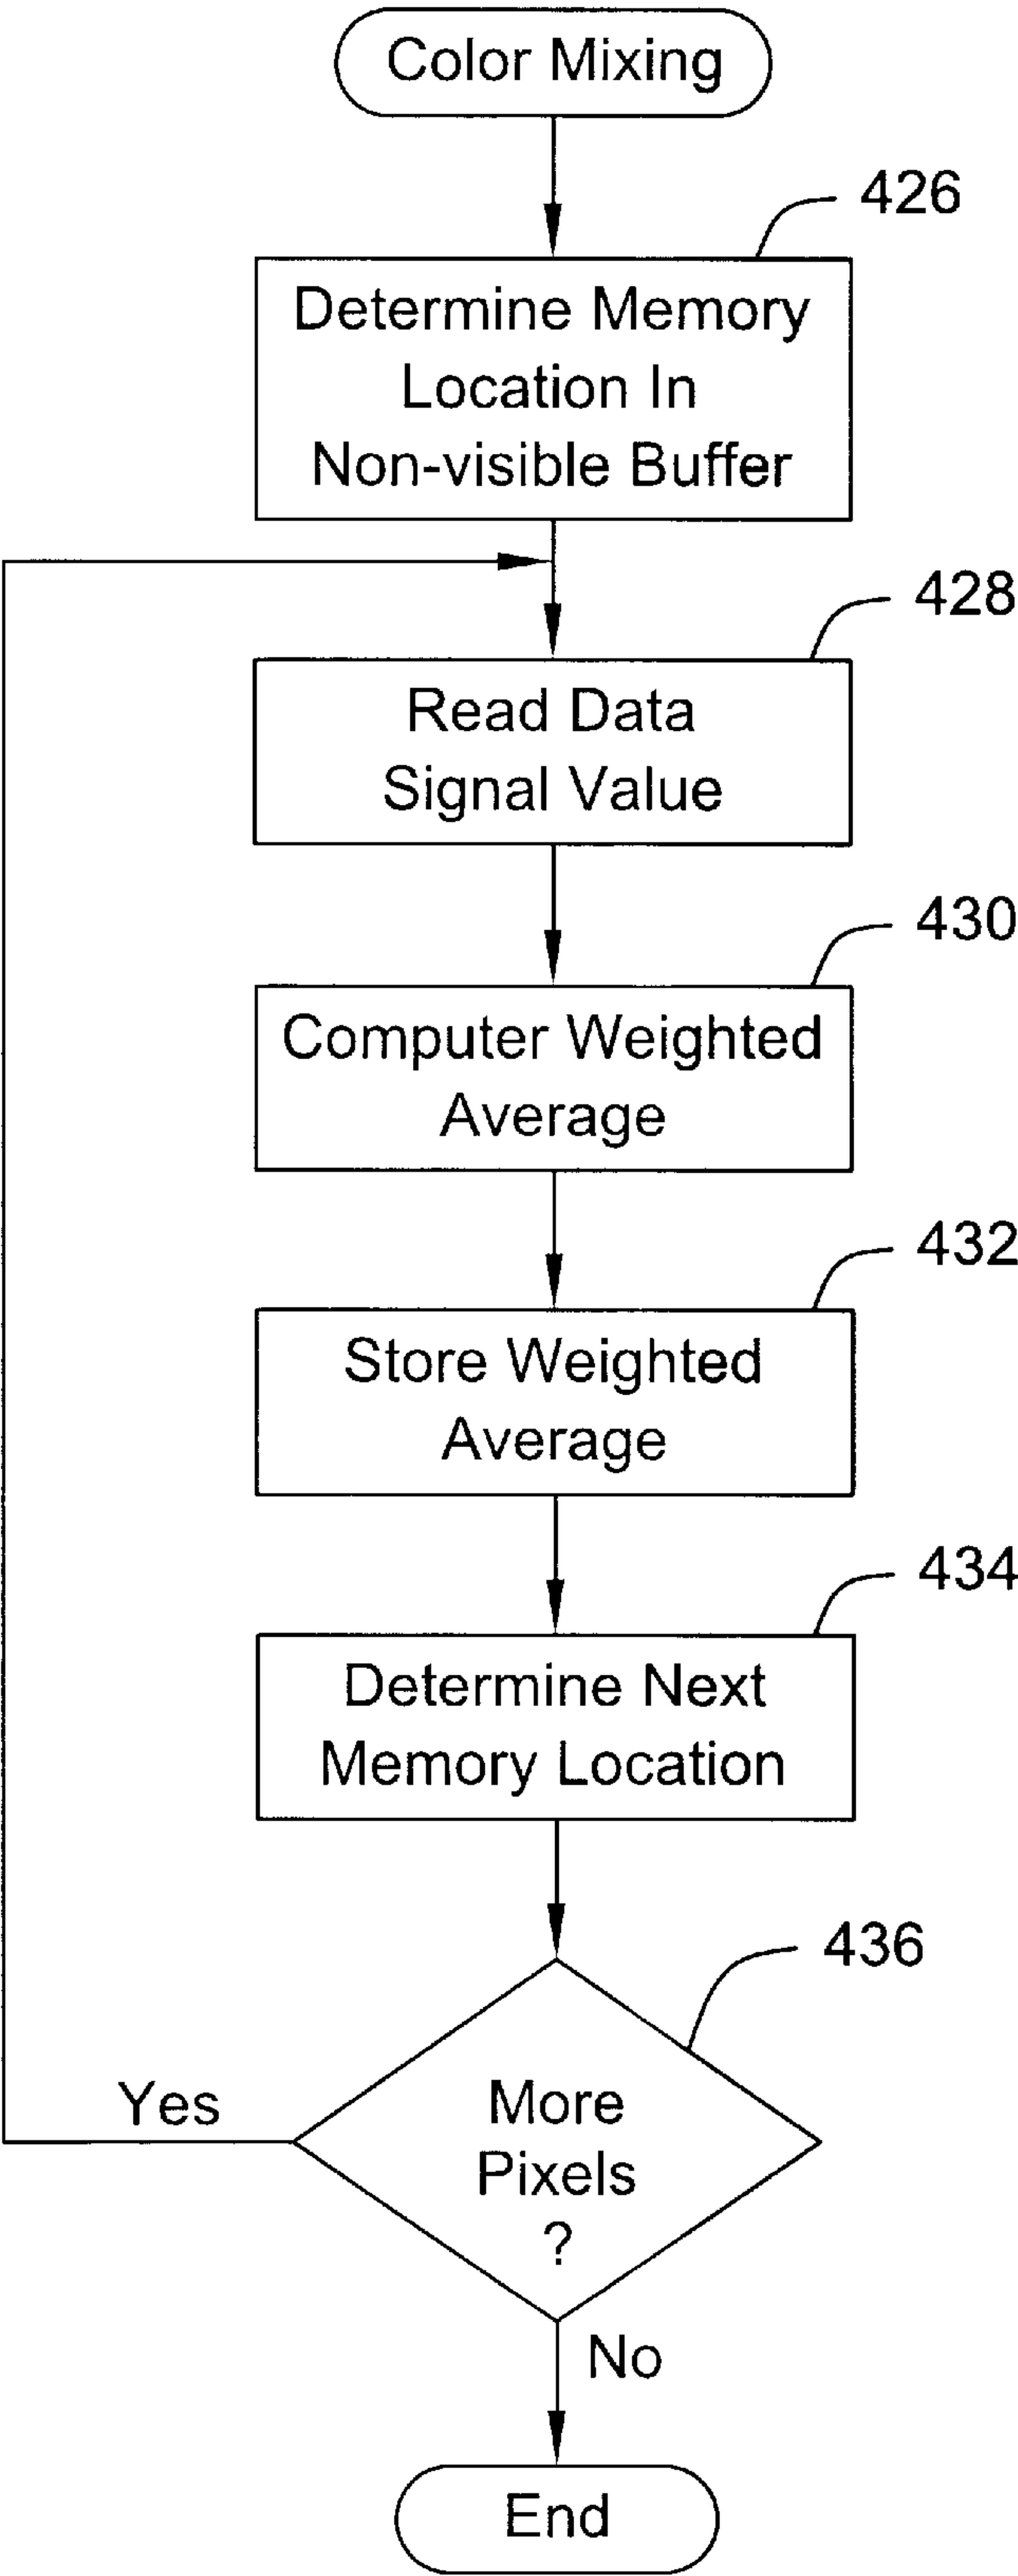 Color Mixing
426
Determine Memory
Location In
Non-visible Buffer
428
Read Data
Signal Value
430
Computer Weighted
Average
432
Store Weighted
Average
434
Determine Next
Memory Location
436
More
Pixels
?
Yes
No
End